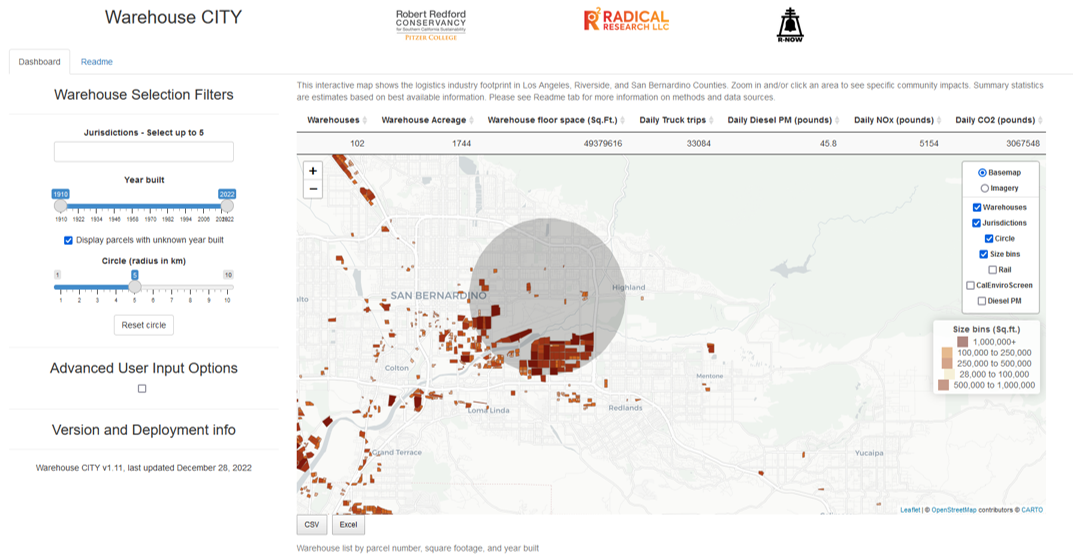 Warehouse CITY
Robert Redford
CONSERVANCY
for Southern California Sustainability
PITZER COLLEGE
R2 RADICAL
RESEARCH LLC
R-NOW
Dashboard
Readme
Warehouse Selection Filters
Jurisdictions - Select up to 5
Year built
1910
2022
1910 1922 1934 1946 1958 1970 1982 1994 2006 2022
Display parcels with unknown year built
Circle (radius in km)
1
5
10
1 2 3 4 5 6 7 8 9 10
Reset circle
Advanced User Input Options
Version and Deployment info
Warehouse CITY v1.11, last updated December 28, 2022
This interactive map shows the logistics industry footprint in Los Angeles, Riverside, and San Bernardino Counties. Zoom in and/or click an area to see specific community impacts. Summary statistics
are estimates based on best available information. Please see Readme tab for more information on methods and data sources.
Warehouses Warehouse Acreage Warehouse floor space (Sq.Ft.) Daily Truck trips Daily Diesel PM (pounds) Daily NOx (pounds) Daily CO2 (pounds)
102 1744 49379616 33084 45.8 5154 3067548
+
−
Basemap
Imagery
Warehouses
Jurisdictions
Circle
Size bins
Rail
CalEnviroScreen
Diesel PM
Size bins (Sq.ft.)
1,000,000+
100,000 to 250,000
250,000 to 500,000
28,000 to 100,000
500,000 to 1,000,000
Highland
alto
SAN BERNARDINO
Colton
Mentone
Loma Linda
Redlands
Grand Terrace
Yucaipa
Leaflet | © OpenStreetMap contributors © CARTO
CSV
Excel
Warehouse list by parcel number, square footage, and year built